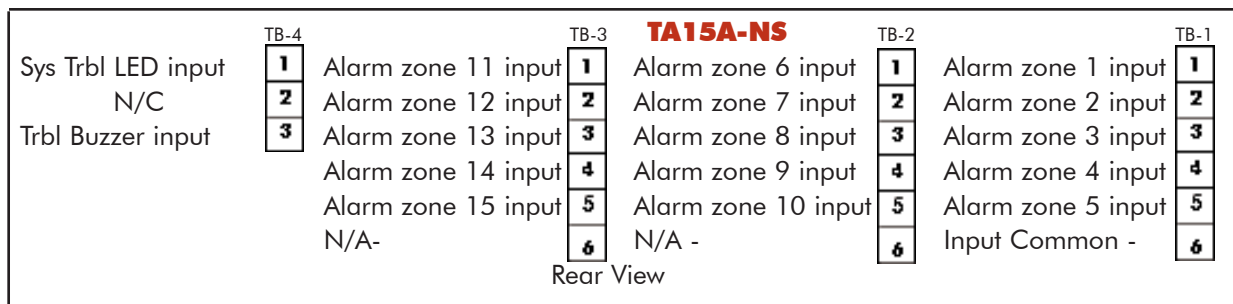 TB-4 TB-3 TA15A-NS TB-2 TB-1
Sys Trbl LED input 1 Alarm zone 11 input 1 Alarm zone 6 input 1 Alarm zone 1 input 1
N/C 2 Alarm zone 12 input 2 Alarm zone 7 input 2 Alarm zone 2 input 2
Trbl Buzzer input 3 Alarm zone 13 input 3 Alarm zone 8 input 3 Alarm zone 3 input 3
Alarm zone 14 input 4 Alarm zone 9 input 4 Alarm zone 4 input 4
Alarm zone 15 input 5 Alarm zone 10 input 5 Alarm zone 5 input 5
N/A- 6 N/A - 6 Input Common - 6
Rear View